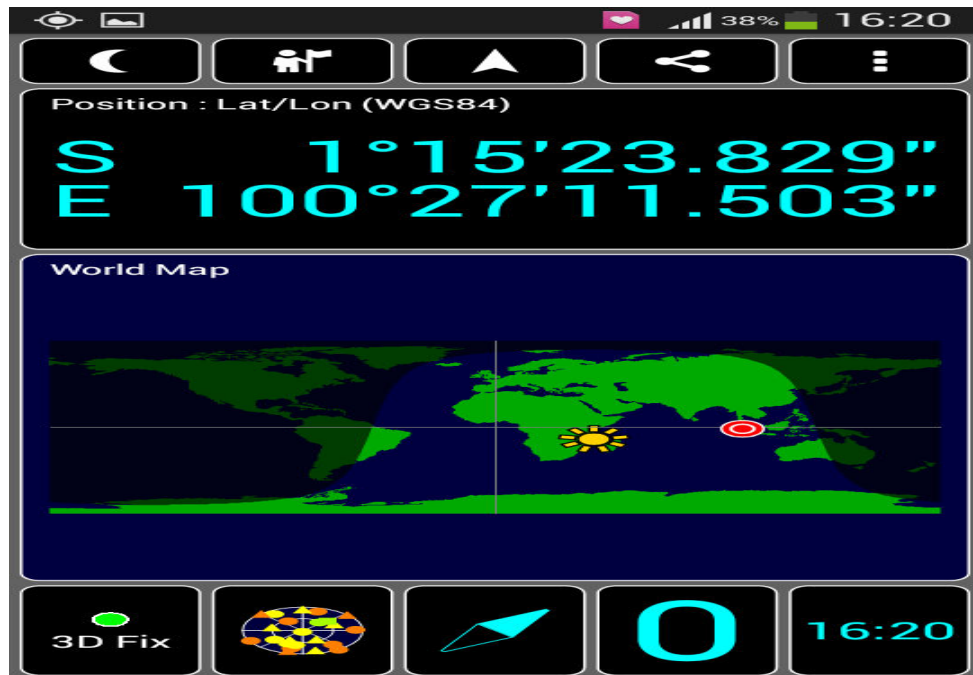 38% 16:20
Position : Lat/Lon (WGS84)
S 1°15'23.829"
E 100°27'11.503"
World Map
3D Fix
0
16:20